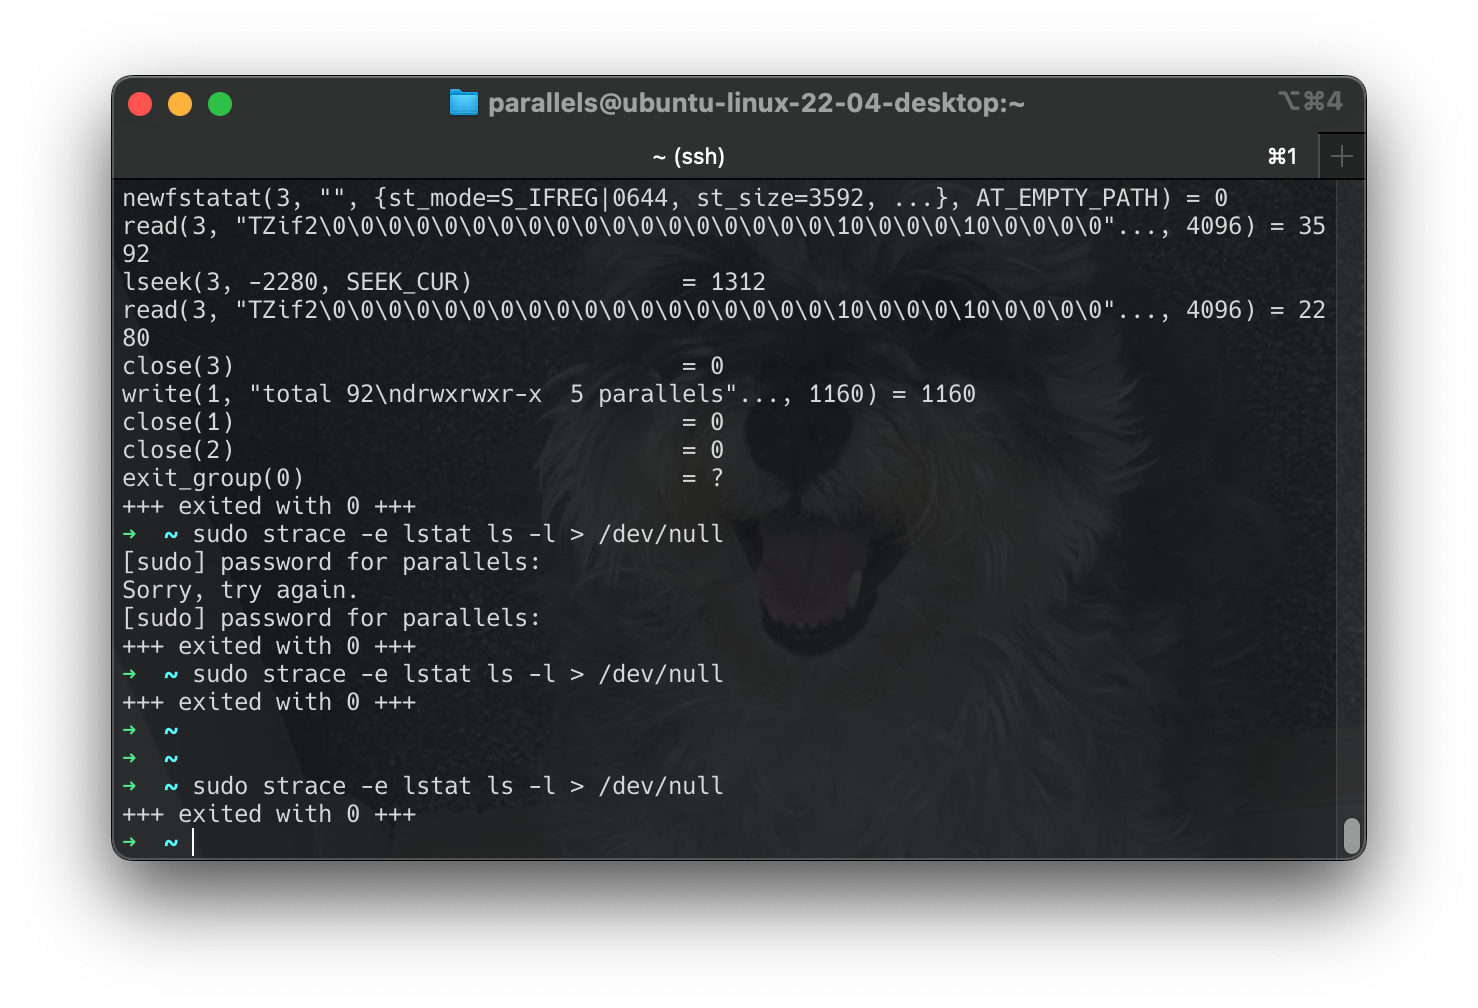 parallels@ubuntu-linux-22-04-desktop:~ ⌥⌘4
~ (ssh) ⌘1
newfstatat(3, "", {st_mode=S_IFREG|0644, st_size=3592, ...}, AT_EMPTY_PATH) = 0
read(3, "TZif2\0\0\0\0\0\0\0\0\0\0\0\0\0\0\0\0\0\0\10\0\0\0\10\0\0\0\0"..., 4096) = 35
92
lseek(3, -2280, SEEK_CUR)               = 1312
read(3, "TZif2\0\0\0\0\0\0\0\0\0\0\0\0\0\0\0\0\0\0\10\0\0\0\10\0\0\0\0"..., 4096) = 22
80
close(3)                                = 0
write(1, "total 92\ndrwxrwxr-x  5 parallels"..., 1160) = 1160
close(1)                                = 0
close(2)                                = 0
exit_group(0)                           = ?
+++ exited with 0 +++
➜  ~ sudo strace -e lstat ls -l > /dev/null
[sudo] password for parallels:
Sorry, try again.
[sudo] password for parallels:
+++ exited with 0 +++
➜  ~ sudo strace -e lstat ls -l > /dev/null
+++ exited with 0 +++
➜  ~
➜  ~
➜  ~ sudo strace -e lstat ls -l > /dev/null
+++ exited with 0 +++
➜  ~